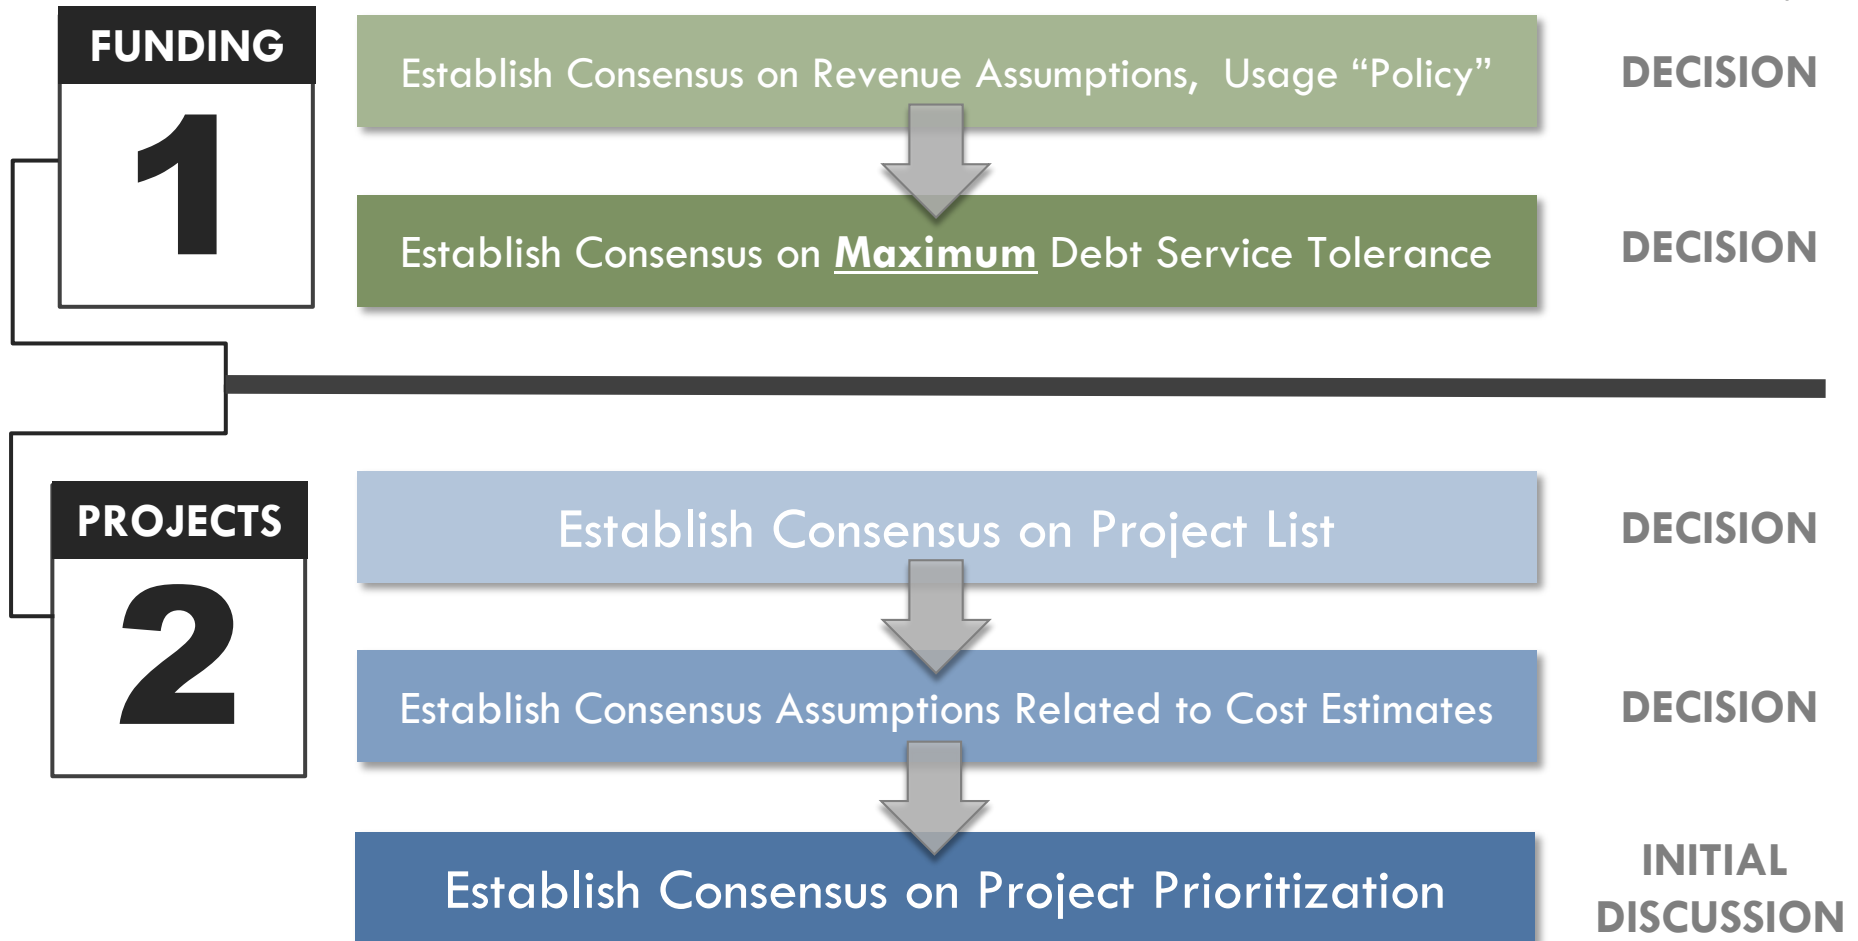 FUNDING
1
Establish Consensus on Revenue Assumptions,  Usage “Policy”
DECISION
Establish Consensus on Maximum Debt Service Tolerance
DECISION
PROJECTS
2
Establish Consensus on Project List
DECISION
Establish Consensus Assumptions Related to Cost Estimates
DECISION
Establish Consensus on Project Prioritization
INITIAL
DISCUSSION